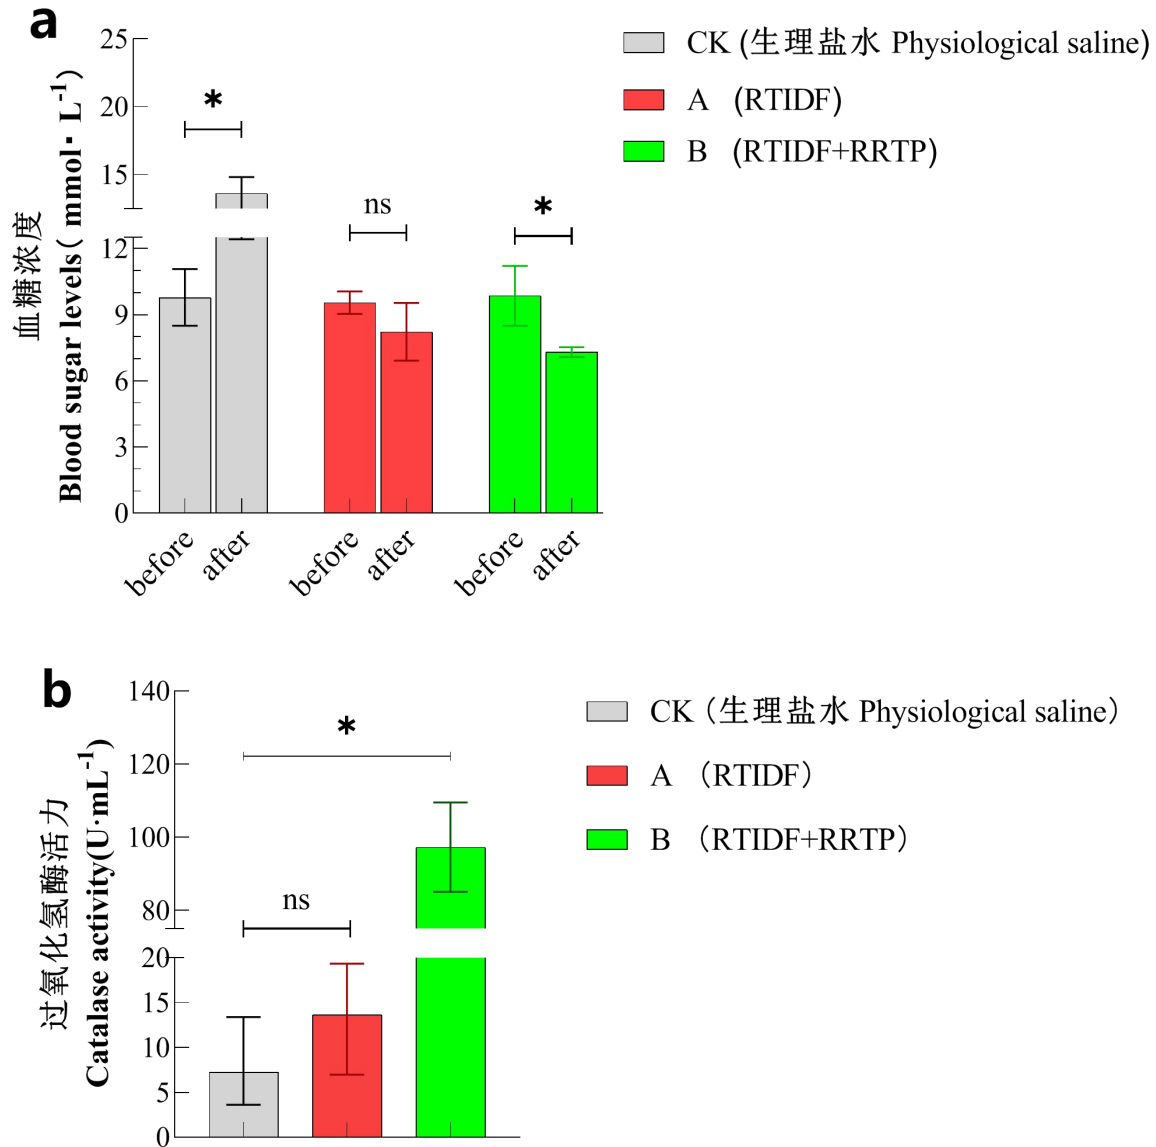 a
25
20
15
12
9
6
3
0
血糖浓度
Blood sugar levels( mmol· L-1)
*
ns
*
before
after
before
after
before
after
CK (生理盐水 Physiological saline)
A (RTIDF)
B (RTIDF+RRTP)
b
140
120
100
80
20
15
10
5
0
过氧化氢酶活力
Catalase activity(U·mL-1)
*
ns
CK（生理盐水 Physiological saline）
A （RTIDF）
B （RTIDF+RRTP）